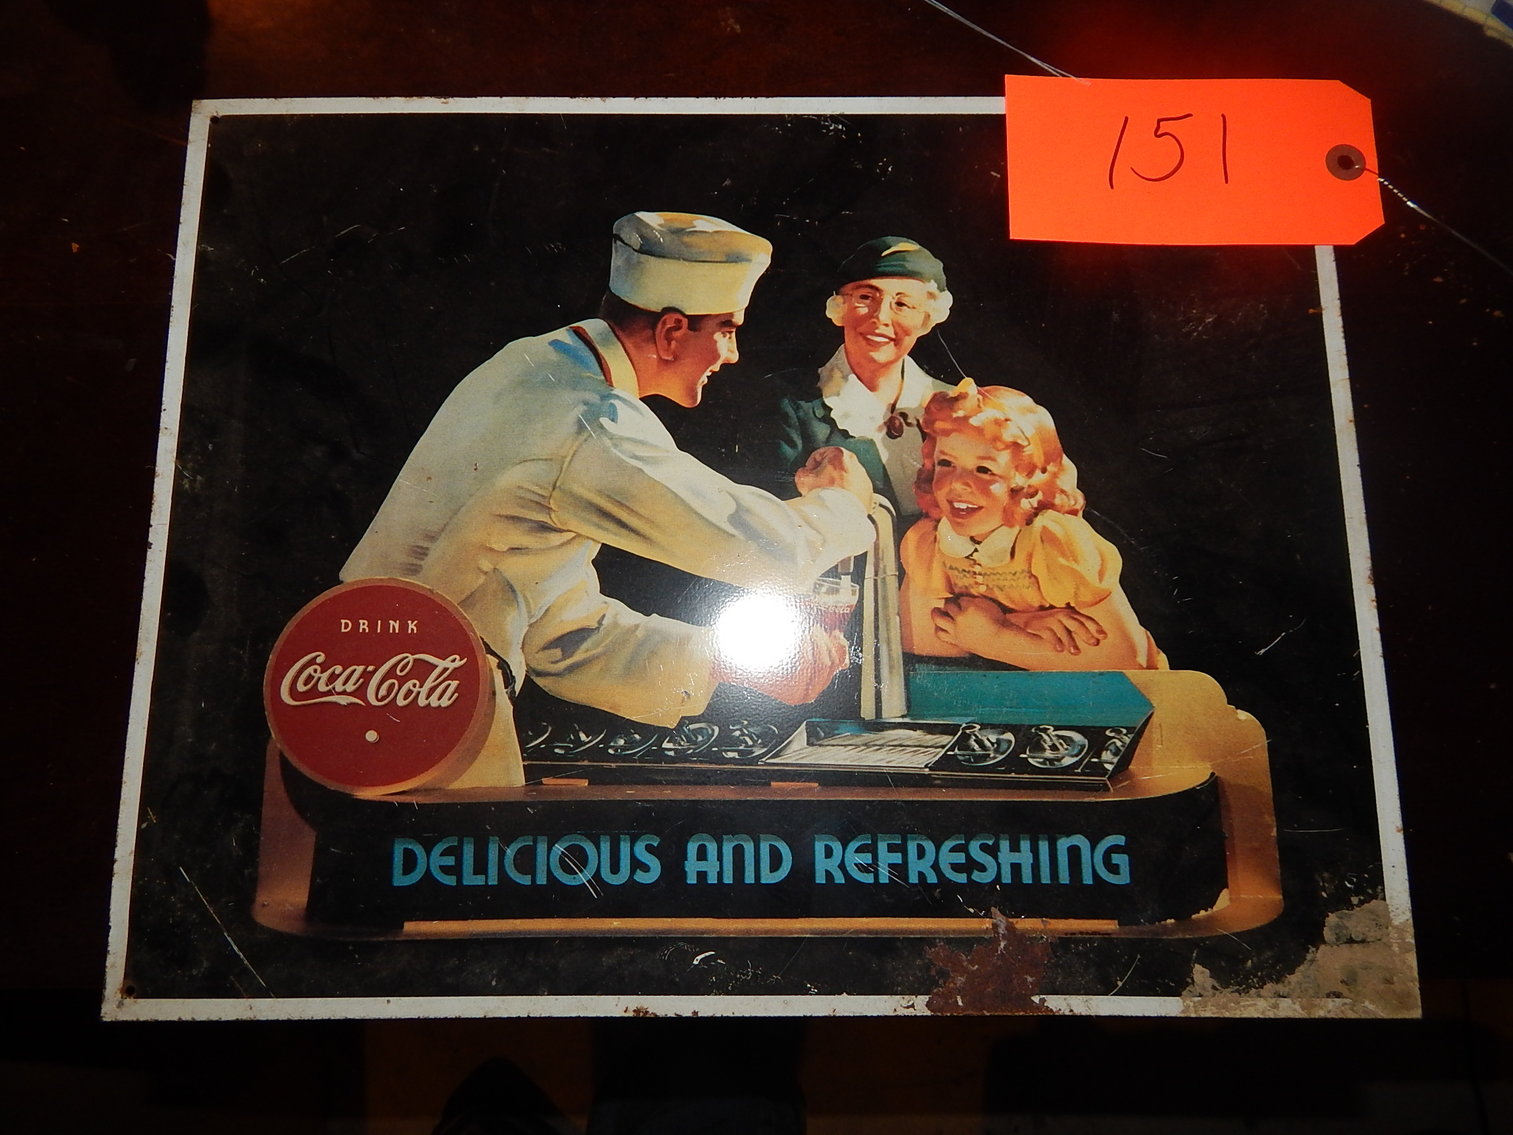 151
DRINK
Coca-Cola
DELICIOUS AND REFRESHING